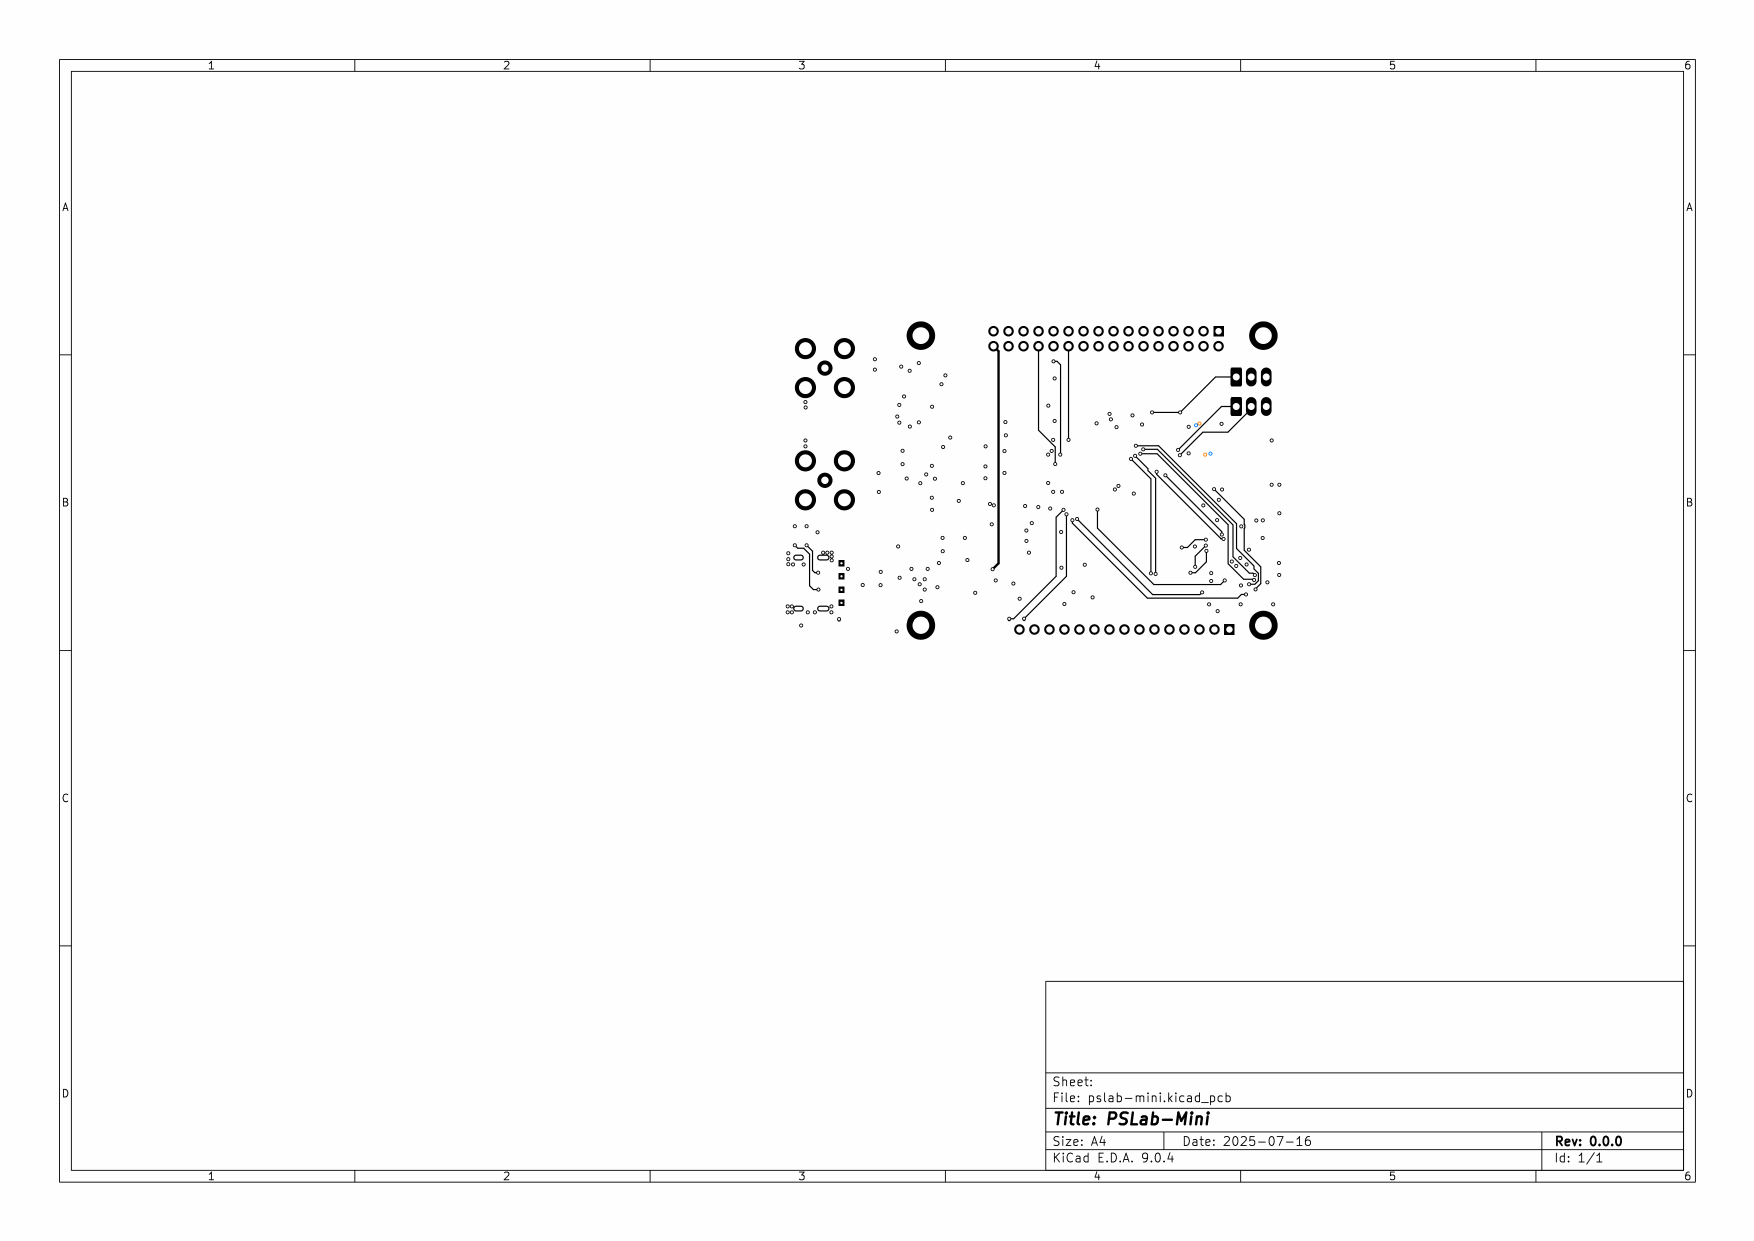 1 2 3 4 5 6
A A
B B
C C
D D
Sheet:
File: pslab-mini.kicad_pcb
Title: PSLab-Mini
Size: A4 Date: 2025-07-16 Rev: 0.0.0
KiCad E.D.A. 9.0.4 Id: 1/1
1 2 3 4 5 6